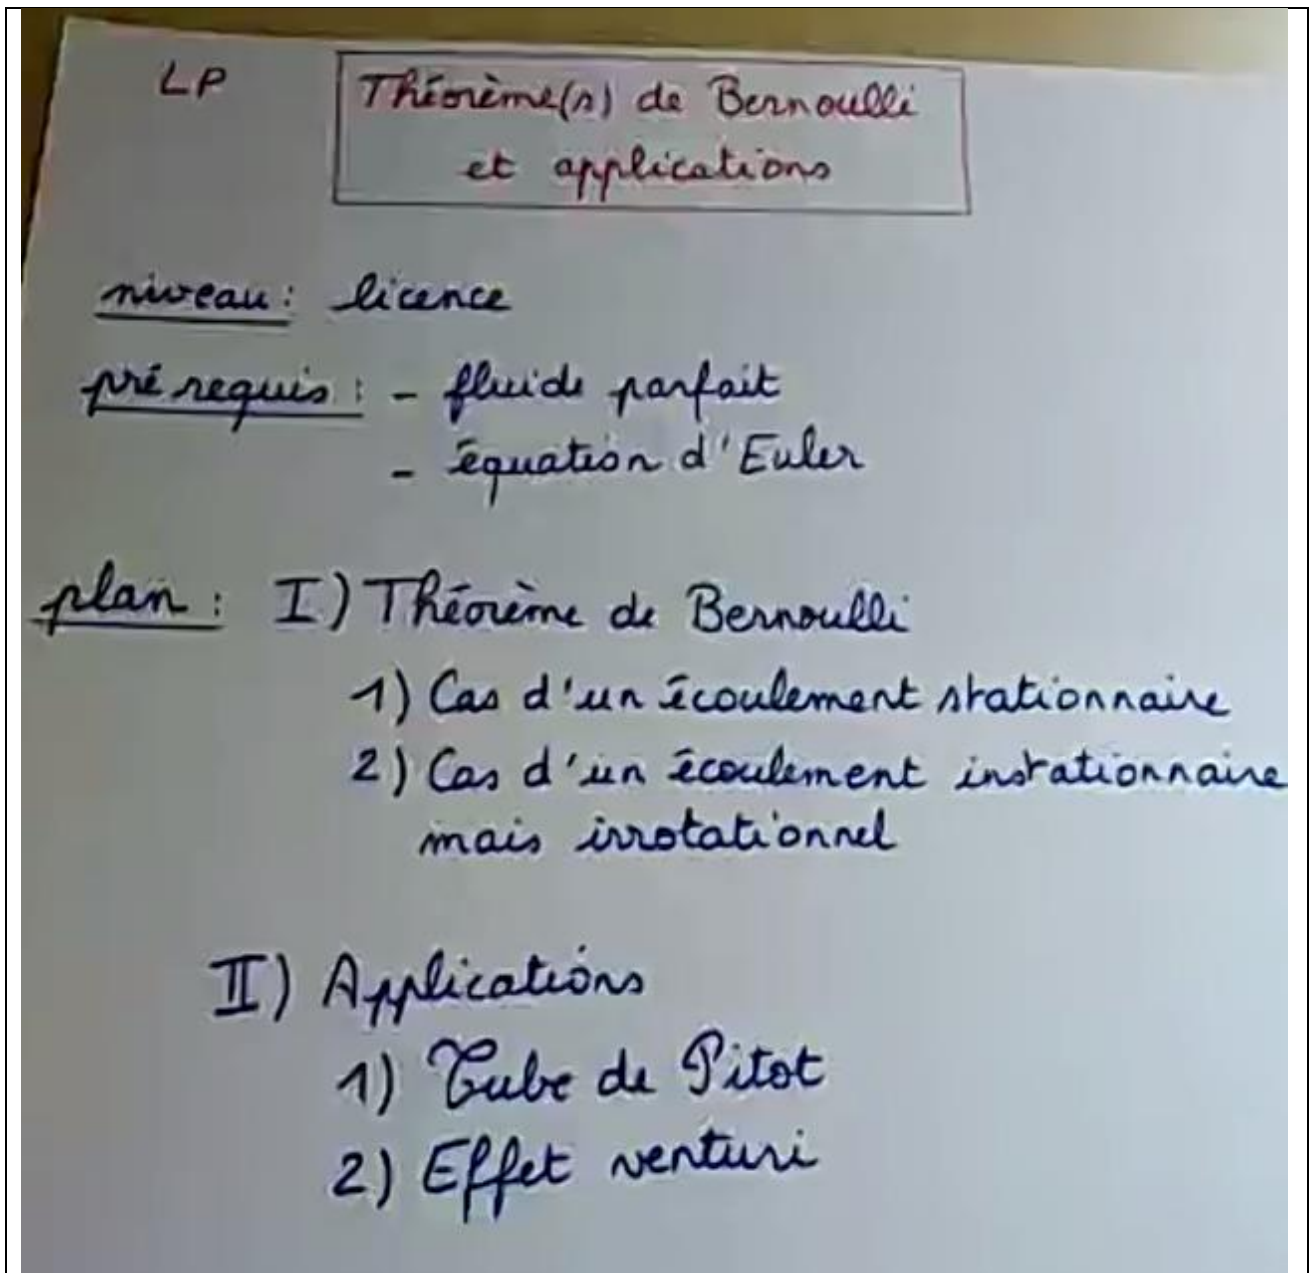 LP Théorème(s) de Bernoulli
et applications
niveau : licence
pré requis : - fluide parfait
- équation d'Euler
plan : I) Théorème de Bernoulli
1) Cas d'un écoulement stationnaire
2) Cas d'un écoulement instationnaire
mais irrotationnel
II) Applications
1) Tube de Pitot
2) Effet venturi